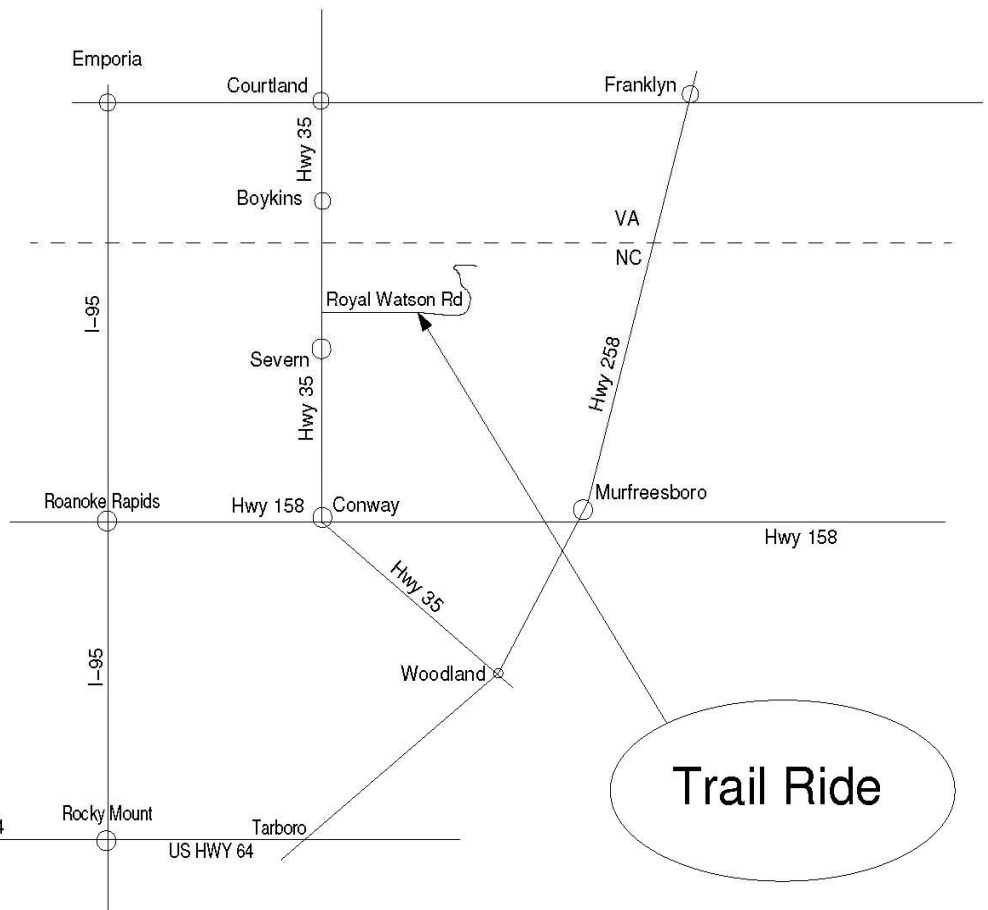 Emporia
Courtland
Franklyn
Hwy 35
Boykins
VA
NC
Royal Watson Rd
I-95
Severn
Hwy 35
Hwy 258
Roanoke Rapids
Hwy 158
Conway
Murfreesboro
Hwy 158
Hwy 35
I-95
Woodland
Trail Ride
Rocky Mount
Tarboro
4
US HWY 64